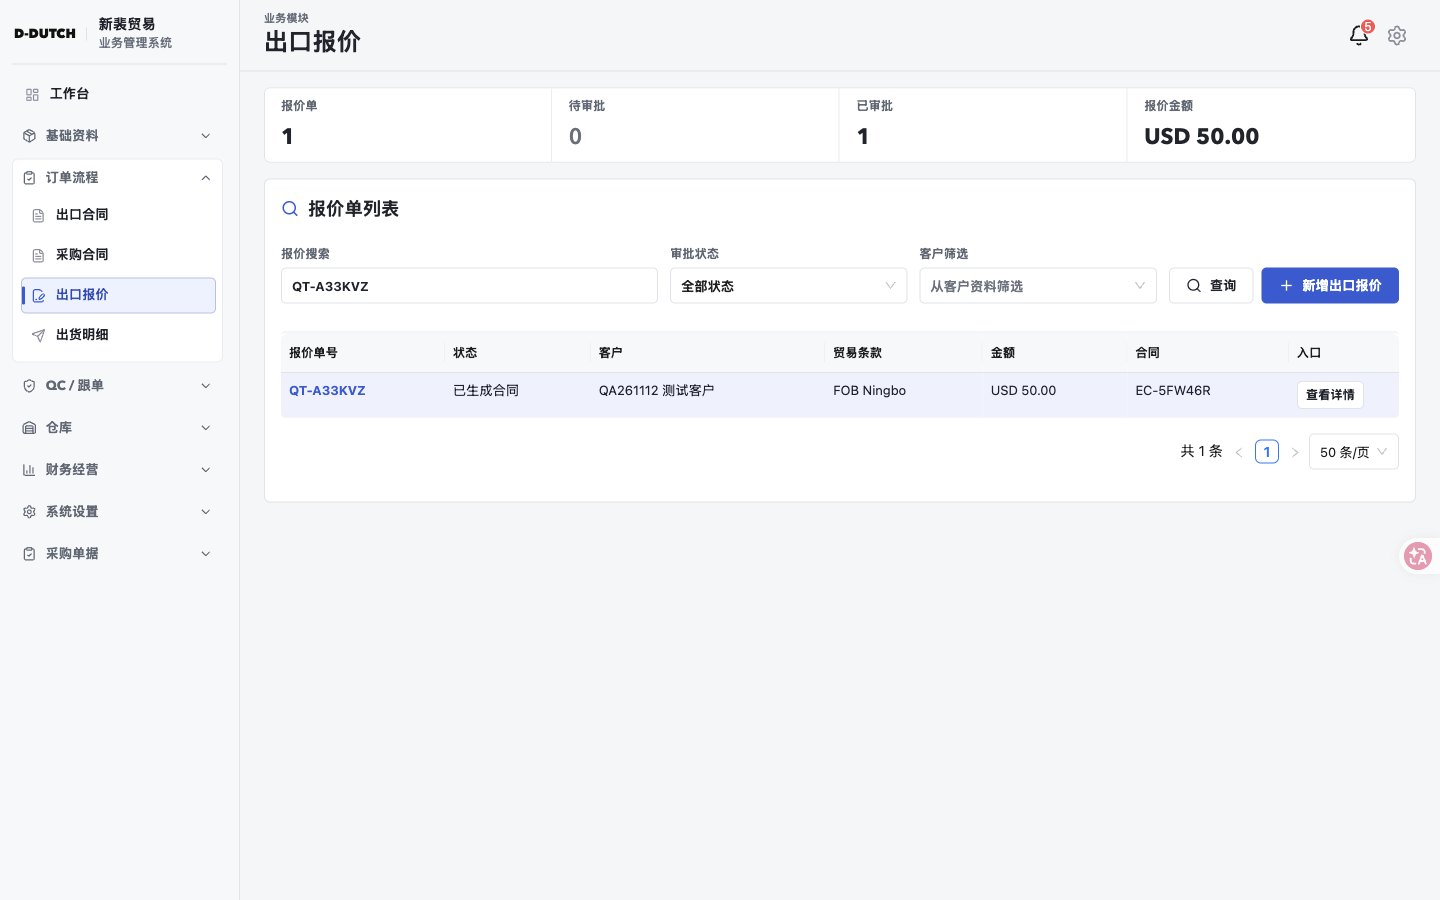 D-DUTCH
新裴贸易
业务管理系统
工作台
基础资料
订单流程
出口合同
采购合同
出口报价
出货明细
QC / 跟单
仓库
财务经营
系统设置
采购单据
业务模块
出口报价
5
报价单
1
待审批
0
已审批
1
报价金额
USD 50.00
报价单列表
报价搜索
QT-A33KVZ
审批状态
全部状态
客户筛选
从客户资料筛选
查询
新增出口报价
报价单号 状态 客户 贸易条款 金额 合同 入口
QT-A33KVZ 已生成合同 QA261112 测试客户 FOB Ningbo USD 50.00 EC-5FW46R 查看详情
共 1 条 1 50 条/页